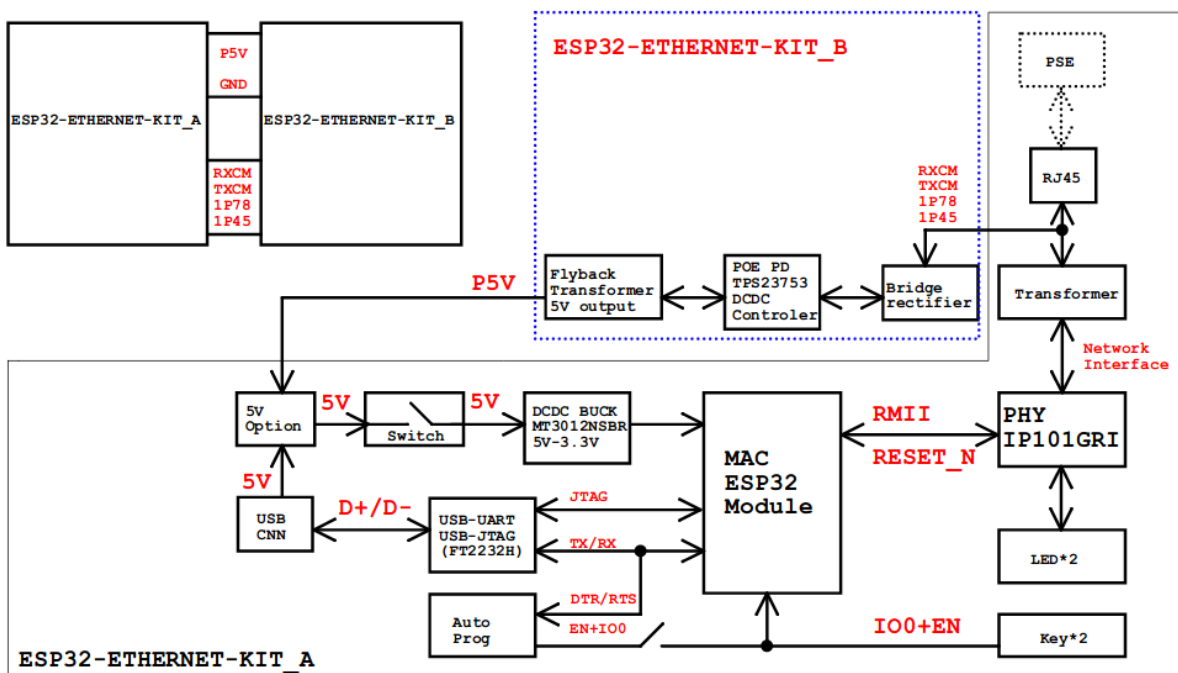 P5V
GND
ESP32-ETHERNET-KIT_A
ESP32-ETHERNET-KIT_B
RXCM
TXCM
1P78
1P45
ESP32-ETHERNET-KIT_B
PSE
RJ45
RXCM
TXCM
1P78
1P45
P5V
Flyback
Transformer
5V output
POE PD
TPS23753
DCDC
Controler
Bridge
rectifier
Transformer
Network
Interface
5V
Option
5V
Switch
5V
DCDC BUCK
MT3012NSBR
5V-3.3V
MAC
ESP32
Module
RMII
RESET_N
PHY
IP101GRI
5V
USB
CNN
D+/D-
USB-UART
USB-JTAG
(FT2232H)
JTAG
TX/RX
LED*2
DTR/RTS
Auto
Prog
EN+IO0
IO0+EN
Key*2
ESP32-ETHERNET-KIT_A